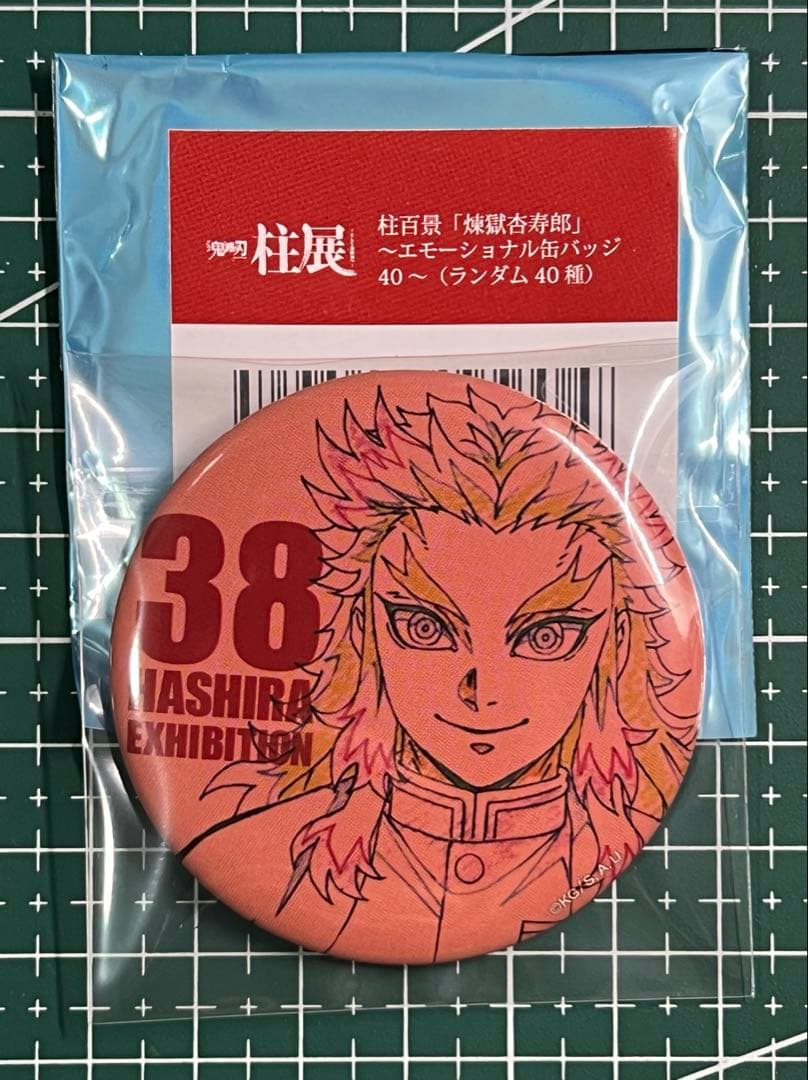 鬼滅の刃
柱展
柱百景「煉獄杏寿郎」
～エモーショナル缶バッジ
40～（ランダム40種）
38
HASHIRA
EXHIBITION
©KG/S,A,U